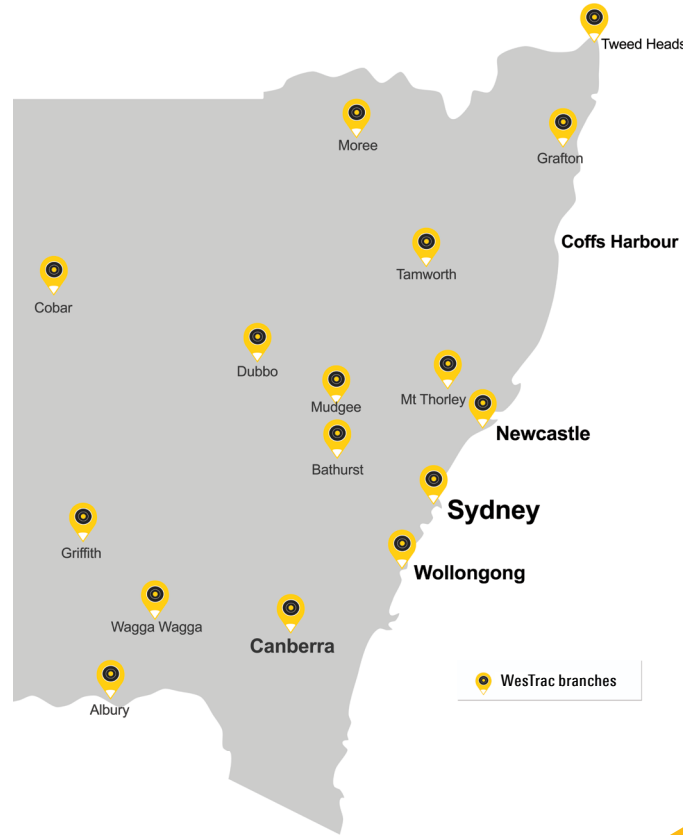 Tweed Heads
Moree
Grafton
Coffs Harbour
Tamworth
Cobar
Dubbo
Mudgee
Mt Thorley
Newcastle
Bathurst
Sydney
Griffith
Wollongong
Wagga Wagga
Canberra
WesTrac branches
Albury